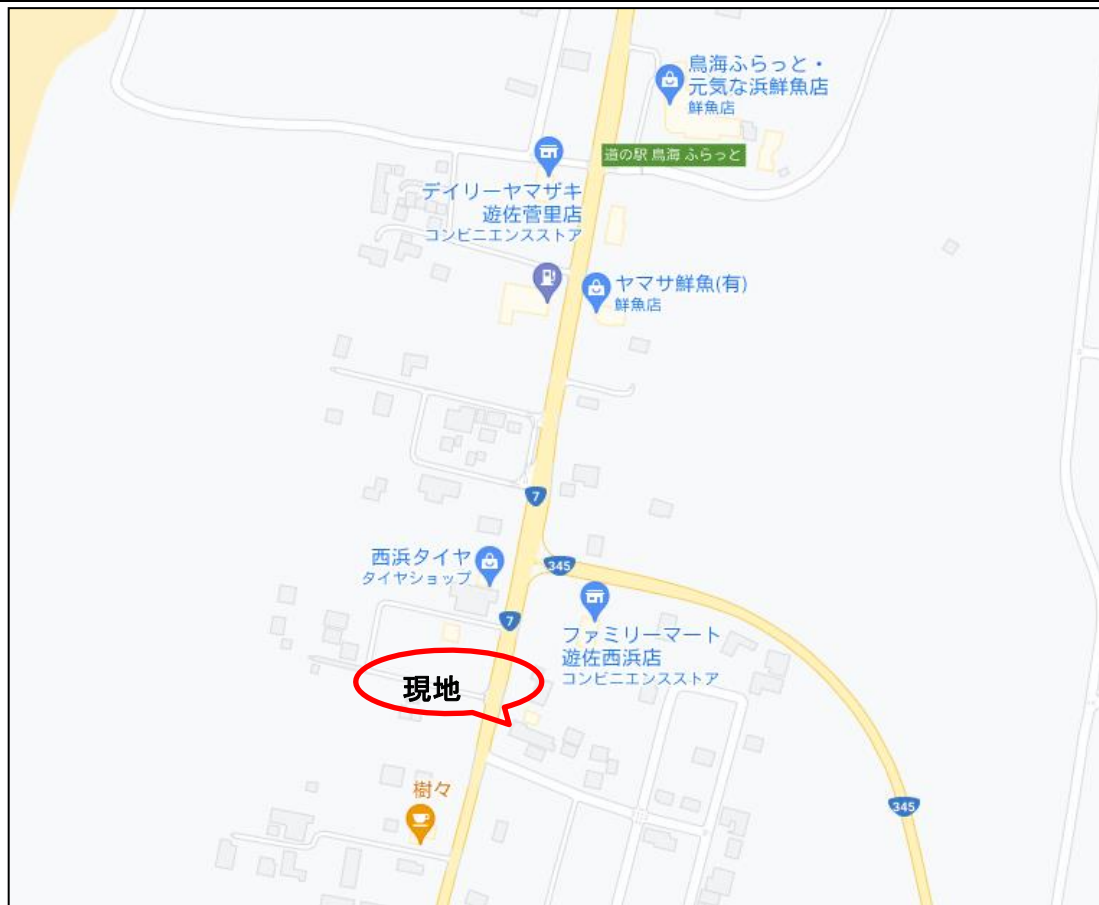 鳥海ふらっと・
元気な浜鮮魚店
鮮魚店
道の駅 鳥海 ふらっと
デイリーヤマザキ
遊佐菅里店
コンビニエンスストア
ヤマサ鮮魚(有)
鮮魚店
7
西浜タイヤ
タイヤショップ
345
7
ファミリーマート
遊佐西浜店
コンビニエンスストア
現地
樹々
345